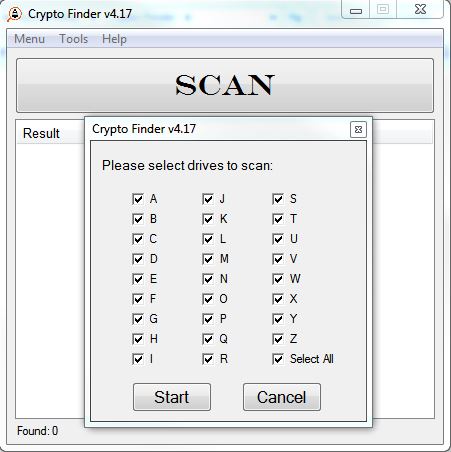 Crypto Finder v4.17
Menu Tools Help
SCAN
Result
Crypto Finder v4.17
Please select drives to scan:
A J S
B K T
C L U
D M V
E N W
F O X
G P Y
H Q Z
I R Select All
Start Cancel
Found: 0